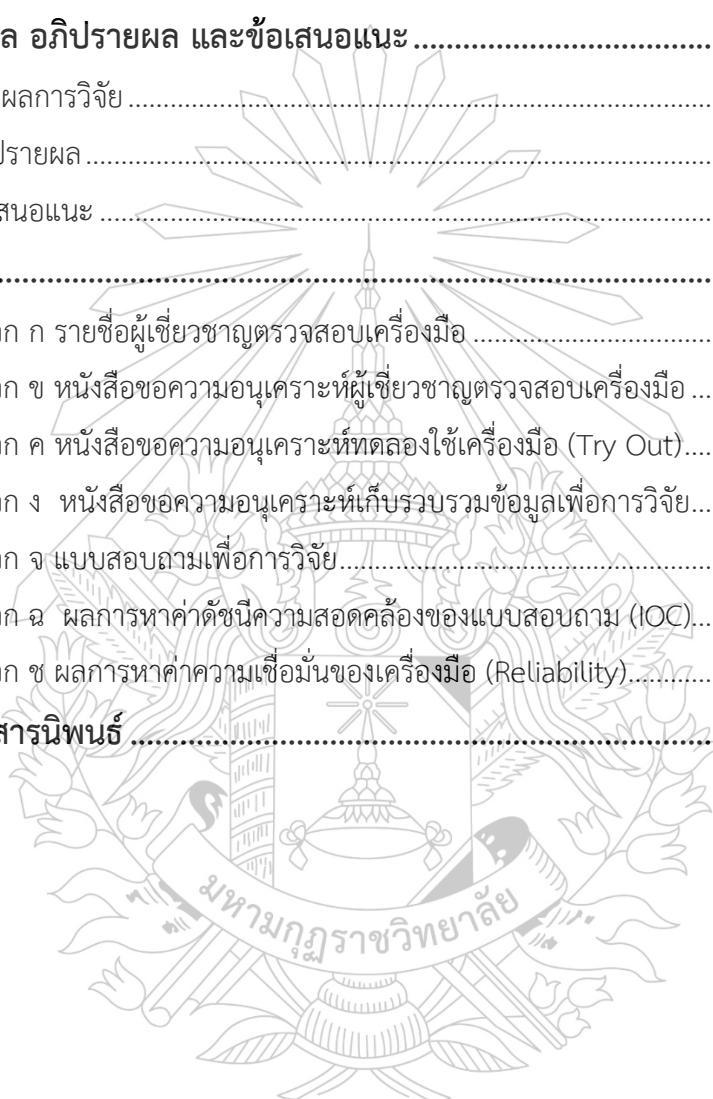 ล อภิปรายผล และข้อเสนอแนะ ....................................
ผลการวิจัย ........................................................................
ปรายผล ...............................................................................
สนอแนะ .............................................................................
.........................................................................................
ก ก รายชื่อผู้เชี่ยวชาญตรวจสอบเครื่องมือ .............................
ก ข หนังสือขอความอนุเคราะห์ผู้เชี่ยวชาญตรวจสอบเครื่องมือ ...
ก ค หนังสือขอความอนุเคราะห์ทดลองใช้เครื่องมือ (Try Out)....
ก ง หนังสือขอความอนุเคราะห์เก็บรวบรวมข้อมูลเพื่อการวิจัย...
ก จ แบบสอบถามเพื่อการวิจัย.............................................
ก ฉ ผลการหาค่าดัชนีความสอดคล้องของแบบสอบถาม (IOC)...
ก ช ผลการหาค่าความเชื่อมั่นของเครื่องมือ (Reliability)...........
สารนิพนธ์ .......................................................................
มหามกุฏราชวิทยาลัย